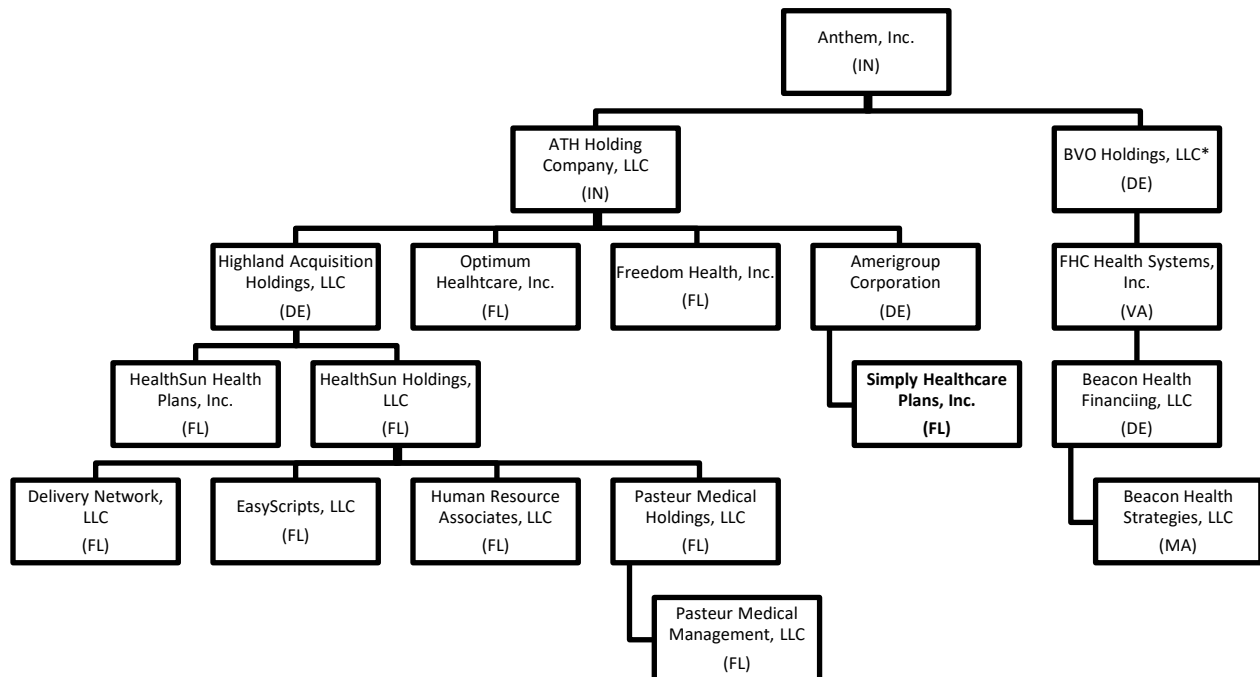 Anthem, Inc.
(IN)
ATH Holding
Company, LLC
(IN)
BVO Holdings, LLC*
(DE)
Highland Acquisition
Holdings, LLC
(DE)
Optimum
Healhtcare, Inc.
(FL)
Freedom Health, Inc.
(FL)
Amerigroup
Corporation
(DE)
FHC Health Systems,
Inc.
(VA)
HealthSun Health
Plans, Inc.
(FL)
HealthSun Holdings,
LLC
(FL)
Simply Healthcare
Plans, Inc.
(FL)
Beacon Health
Financiing, LLC
(DE)
Delivery Network,
LLC
(FL)
EasyScripts, LLC
(FL)
Human Resource
Associates, LLC
(FL)
Pasteur Medical
Holdings, LLC
(FL)
Beacon Health
Strategies, LLC
(MA)
Pasteur Medical
Management, LLC
(FL)